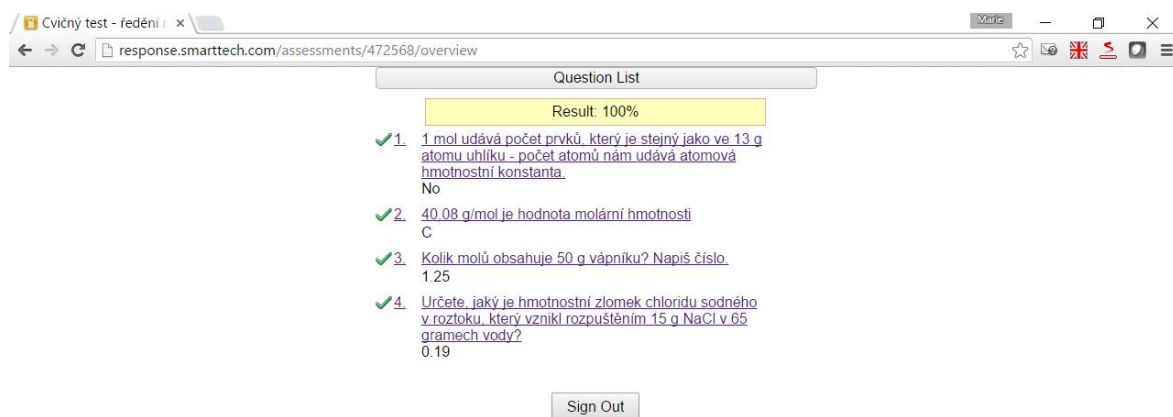 Cvičný test - ředění
Marie
response.smarttech.com/assessments/472568/overview
Question List
Result: 100%
1. 1 mol udává počet prvků, který je stejný jako ve 13 g
atomu uhlíku - počet atomů nám udává atomová
hmotnostní konstanta.
No
2. 40,08 g/mol je hodnota molární hmotnosti
C
3. Kolik molů obsahuje 50 g vápníku? Napiš číslo.
1.25
4. Určete, jaký je hmotnostní zlomek chloridu sodného
v roztoku, který vznikl rozpuštěním 15 g NaCl v 65
gramech vody?
0.19
Sign Out